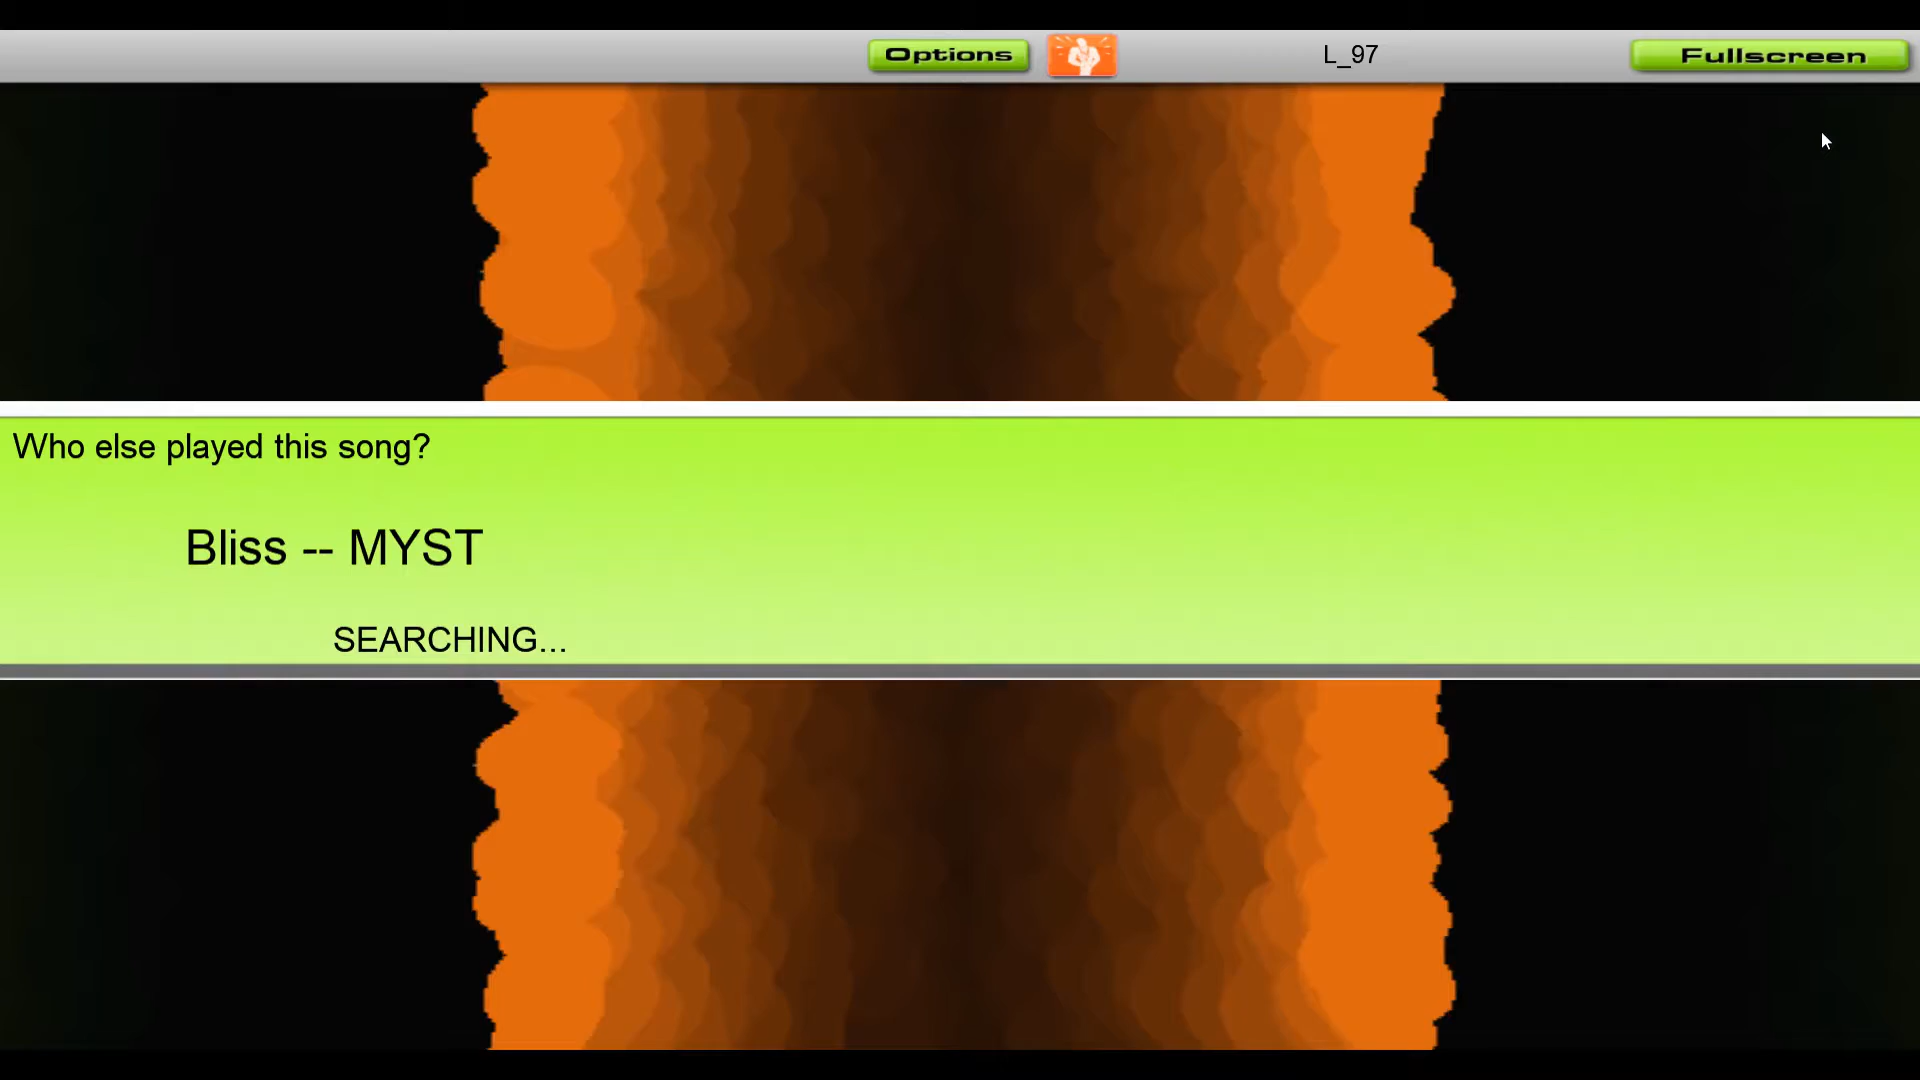 Options
L_97
Fullscreen
Who else played this song?
Bliss -- MYST
SEARCHING...